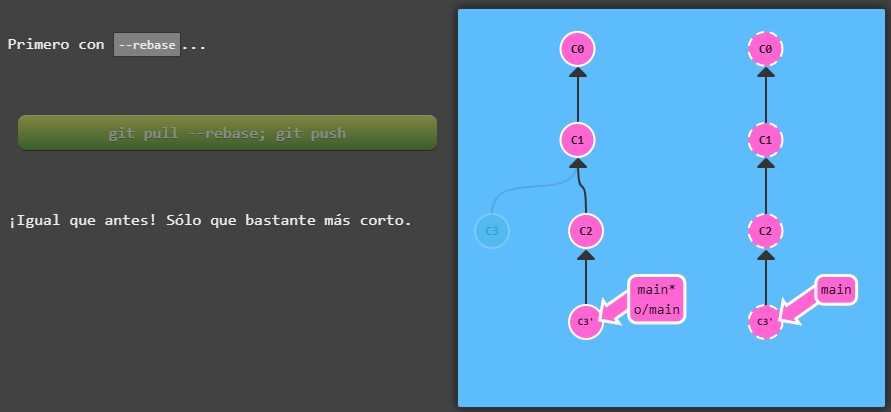 Primero con --rebase...
git pull --rebase; git push
¡Igual que antes! Sólo que bastante más corto.
C0
C1
C3
C2
C3'
main*
o/main
C0
C1
C2
C3'
main